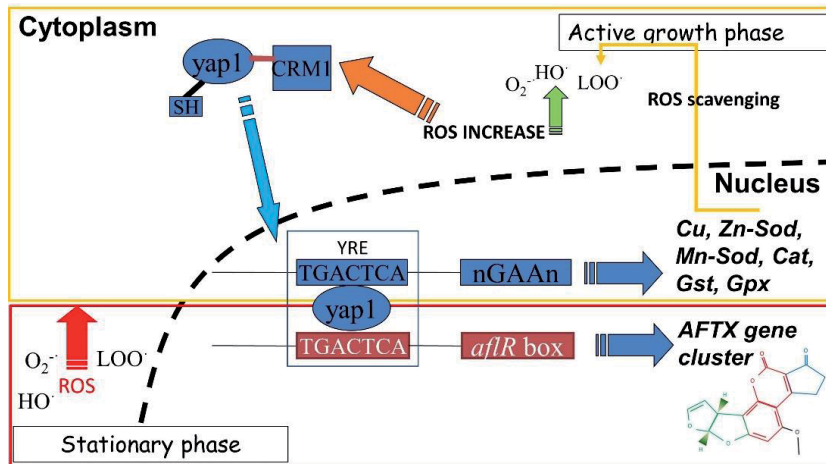 Cytoplasm
Active growth phase
yap1
CRM1
SH
O2-· HO· LOO·
ROS INCREASE
ROS scavenging
Nucleus
YRE
TGACTCA
nGAAn
yap1
Cu, Zn-Sod,
Mn-Sod, Cat,
Gst, Gpx
TGACTCA
aflR box
AFTX gene
cluster
O2-· LOO·
ROS
HO·
Stationary phase
O
O
O
O
O
O
H
H